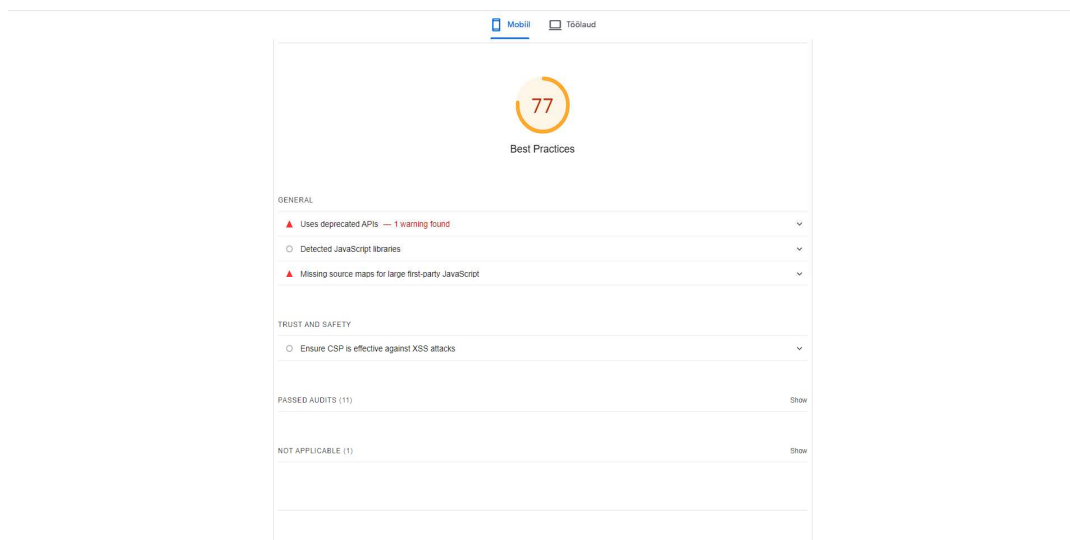 Mobiil Töölaud
77
Best Practices
GENERAL
Uses deprecated APIs — 1 warning found
Detected JavaScript libraries
Missing source maps for large first-party JavaScript
TRUST AND SAFETY
Ensure CSP is effective against XSS attacks
PASSED AUDITS (11) Show
NOT APPLICABLE (1) Show